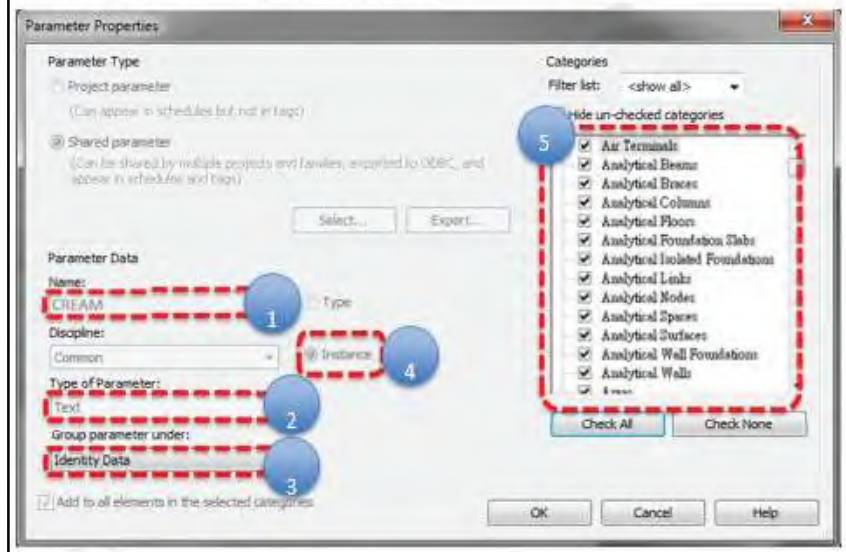 Parameter Properties
Parameter Type
Project parameter
(Can appear in schedules but not in tags)
Shared parameter
(Can be shared by multiple projects and families, exported to ODBC, and
appear in schedules and tags)
Select...
Export...
Parameter Data
Name:
CREAM
1
Type
Discipline:
Common
Instance
4
Type of Parameter:
Text
2
Group parameter under:
Identity Data
3
Add to all elements in the selected categories
Categories
Filter list: <show all>
Hide un-checked categories
5
Air Terminals
Analytical Beams
Analytical Braces
Analytical Columns
Analytical Floors
Analytical Foundation Slabs
Analytical Isolated Foundations
Analytical Links
Analytical Nodes
Analytical Spaces
Analytical Surfaces
Analytical Wall Foundations
Analytical Walls
Check All
Check None
OK
Cancel
Help